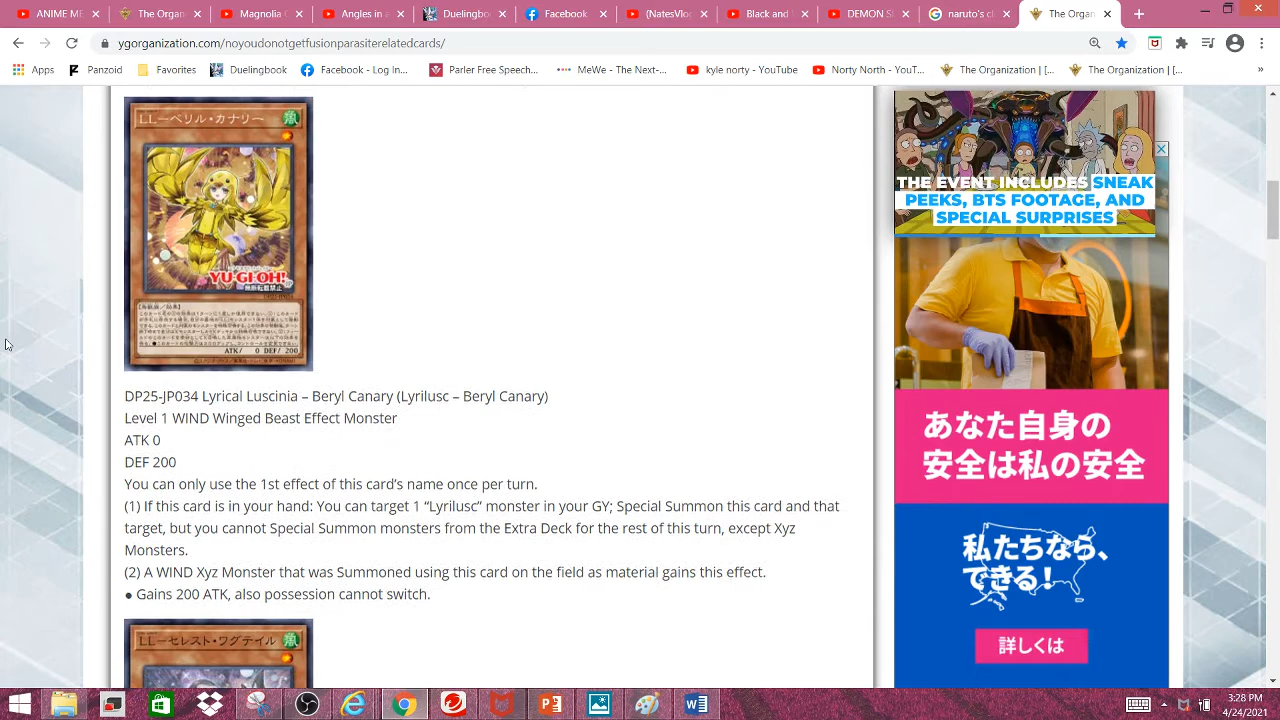 ANIME ME
The Organ
Magnolia
Angles in a
Duelingboo
Facebook
(NatesVlog
Black and
DEMON S
naruto's cl
The Organ
ygorganization.com/noyoudonotgetfusionparasiterelatedcards/
Apps
Panzoid
Favorites
Duelingbook
Facebook - Log In...
Parler Free Speech...
MeWe - The Next-...
kyle norty - YouTube
Norty North - You...
The Organization | [...
The Organization | [...
»
LL－ベリル・カナリー
YU-GI-OH!
無断転載禁止
ATK/ 0 DEF/ 200
DP25-JP034 Lyrical Luscinia – Beryl Canary (Lyrilusc – Beryl Canary)
Level 1 WIND Winged Beast Effect Monster
ATK 0
DEF 200
You can only use the 1st effect of this card's name once per turn.
(1) If this card is in your hand: You can target 1 “Lyrilusc” monster in your GY; Special Summon this card and that
target, but you cannot Special Summon monsters from the Extra Deck for the rest of this turn, except Xyz
Monsters.
(2) A WIND Xyz Monster that was Summoned using this card on the field as material gains this effect.
● Gains 200 ATK, also possession cannot switch.
LL－セレスト・ワグテイル
THE EVENT INCLUDES SNEAK
PEEKS, BTS FOOTAGE, AND
SPECIAL SURPRISES
あなた自身の
安全は私の安全
私たちなら、
できる！
詳しくは
3:28 PM
4/24/2021